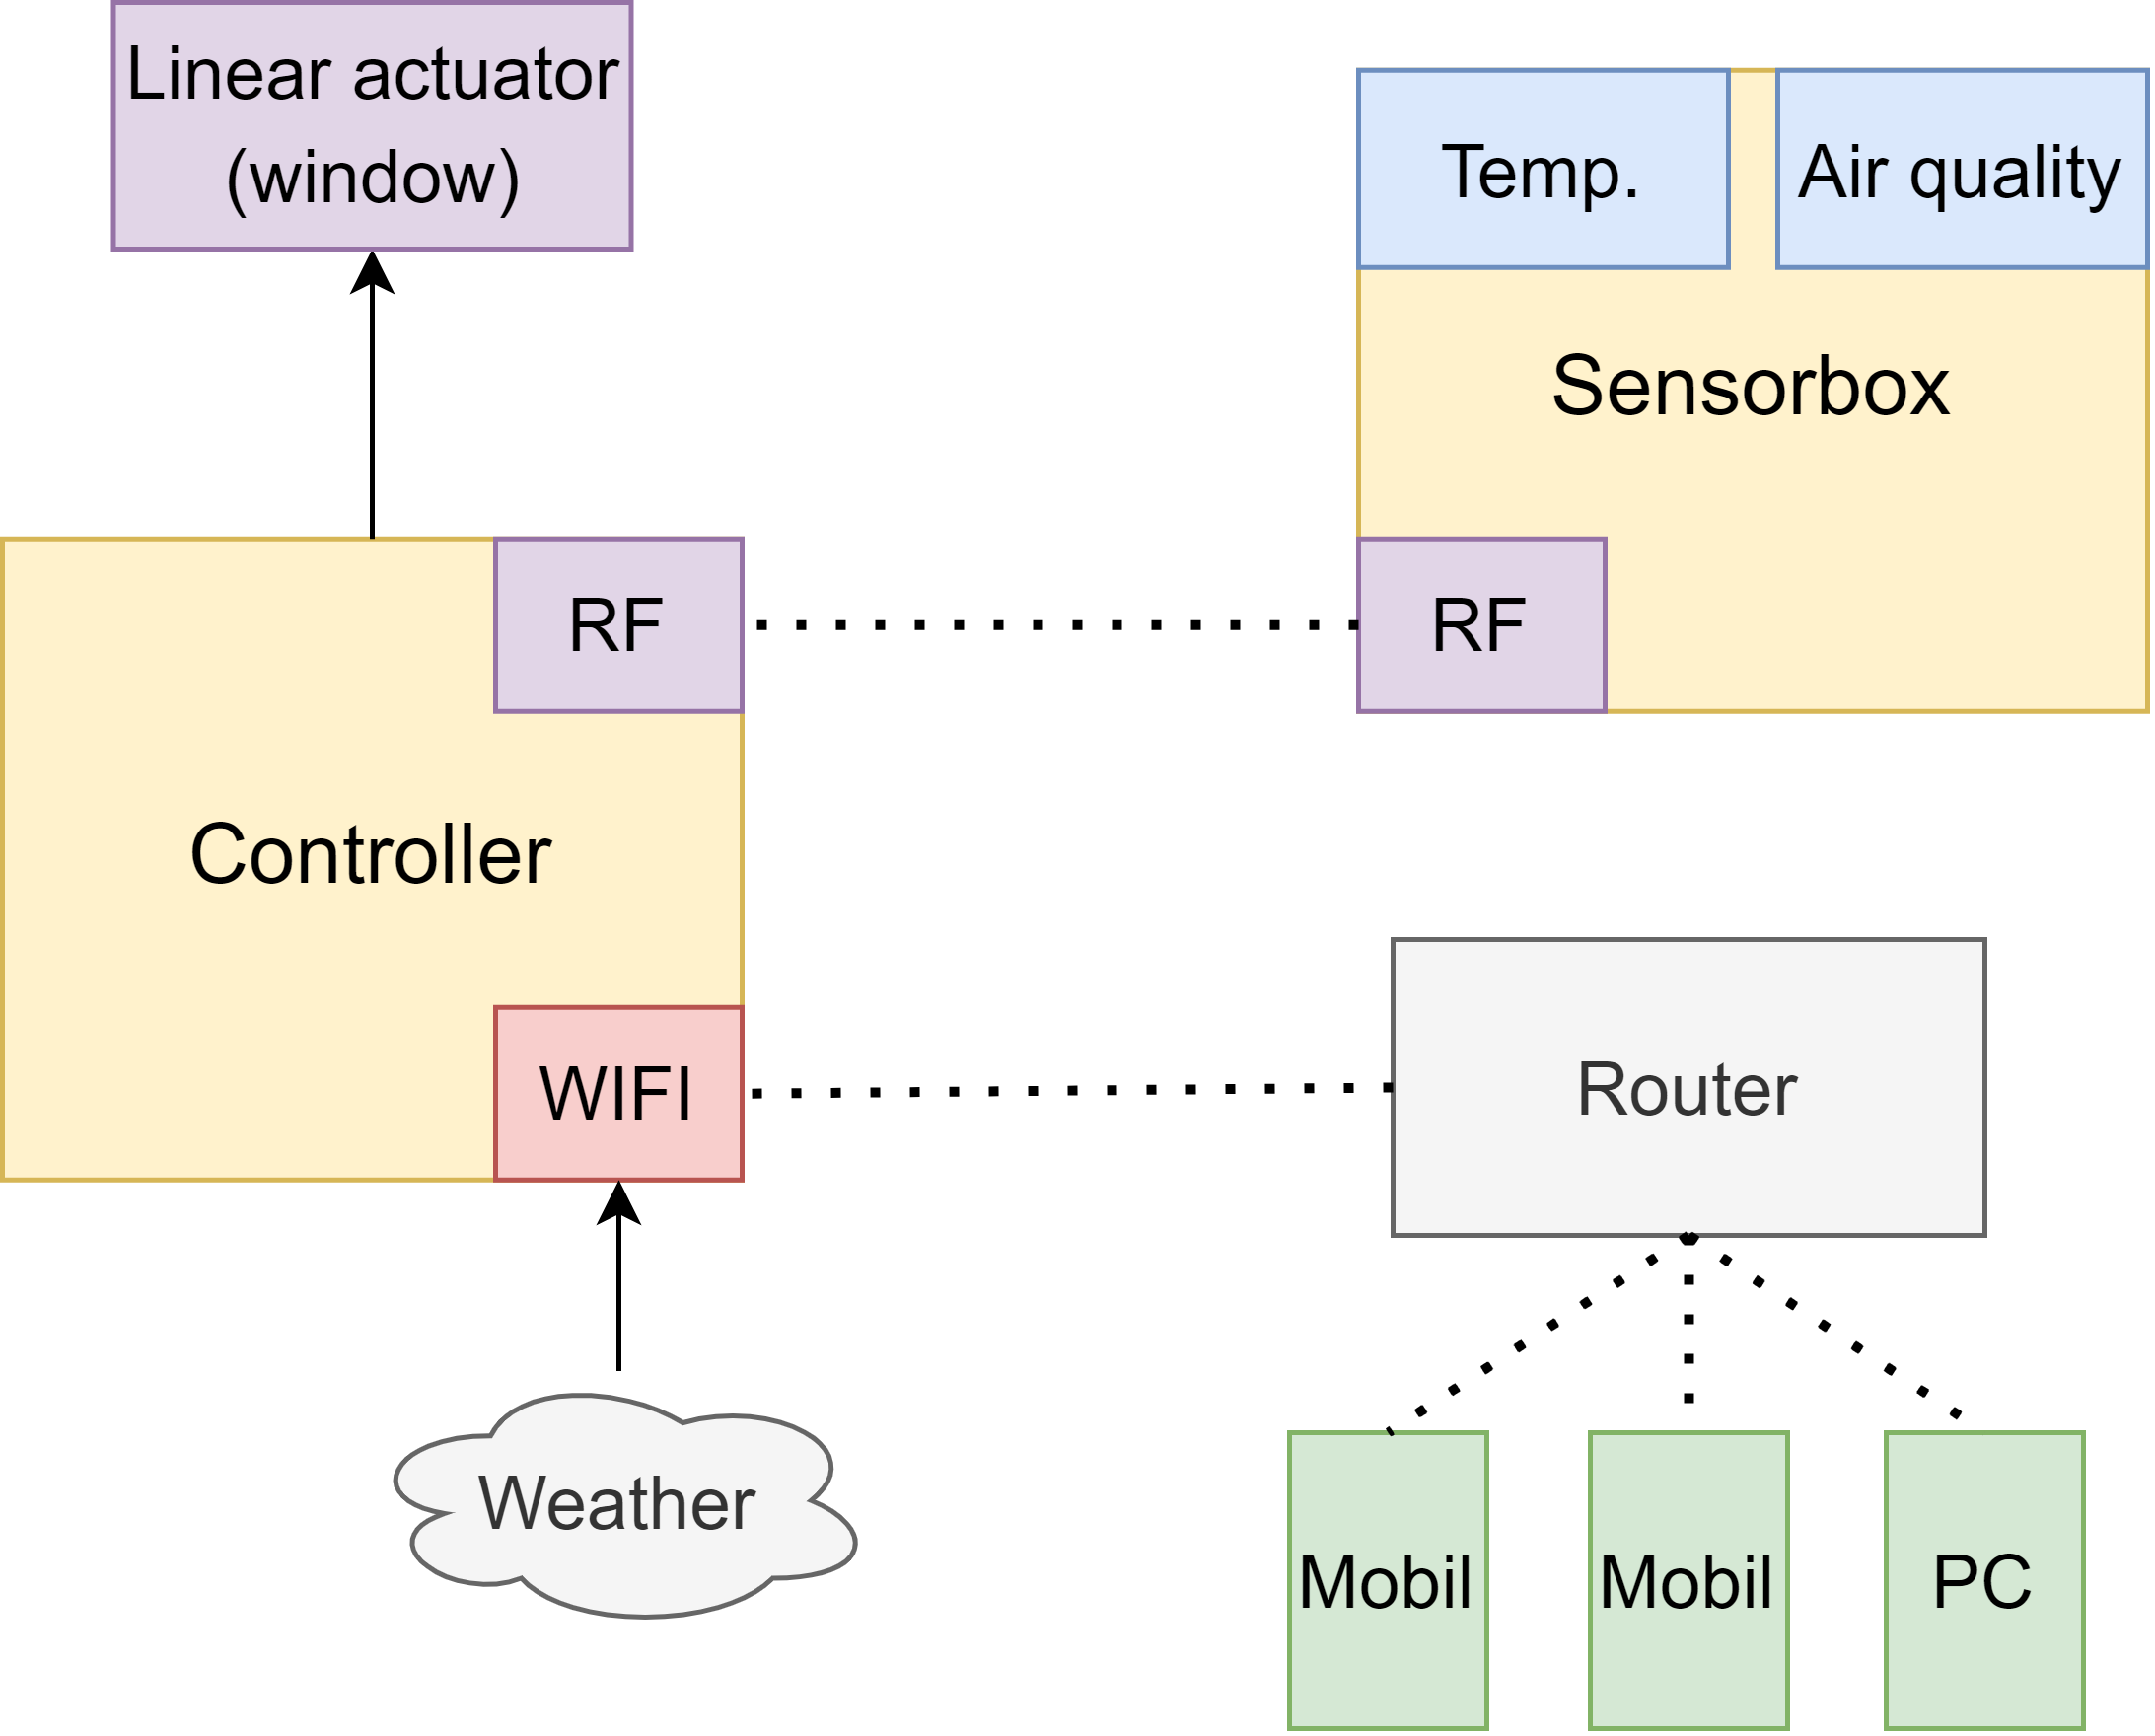 Linear actuator
(window)
Temp.
Air quality
Sensorbox
RF
RF
Controller
WIFI
Router
Weather
Mobil
Mobil
PC